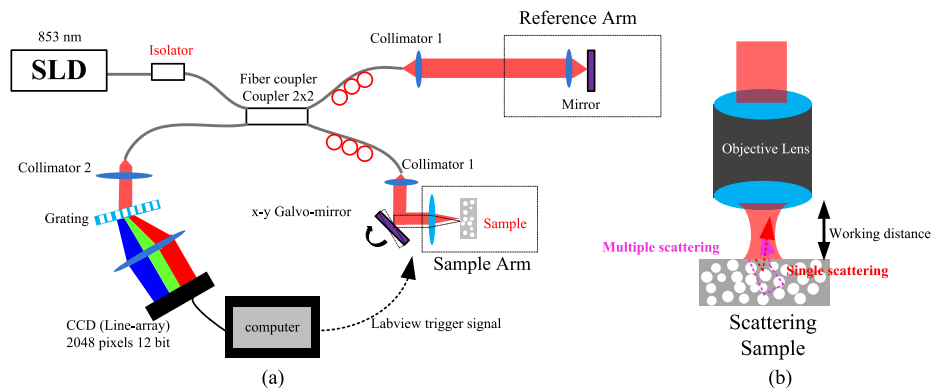 853 nm
SLD
Isolator
Fiber coupler
Coupler 2x2
Collimator 1
Reference Arm
Mirror
Collimator 2
Grating
Collimator 1
x-y Galvo-mirror
Sample
Sample Arm
CCD (Line-array)
2048 pixels 12 bit
computer
Labview trigger signal
(a)
Objective Lens
Working distance
Multiple scattering
Single scattering
Scattering
Sample
(b)